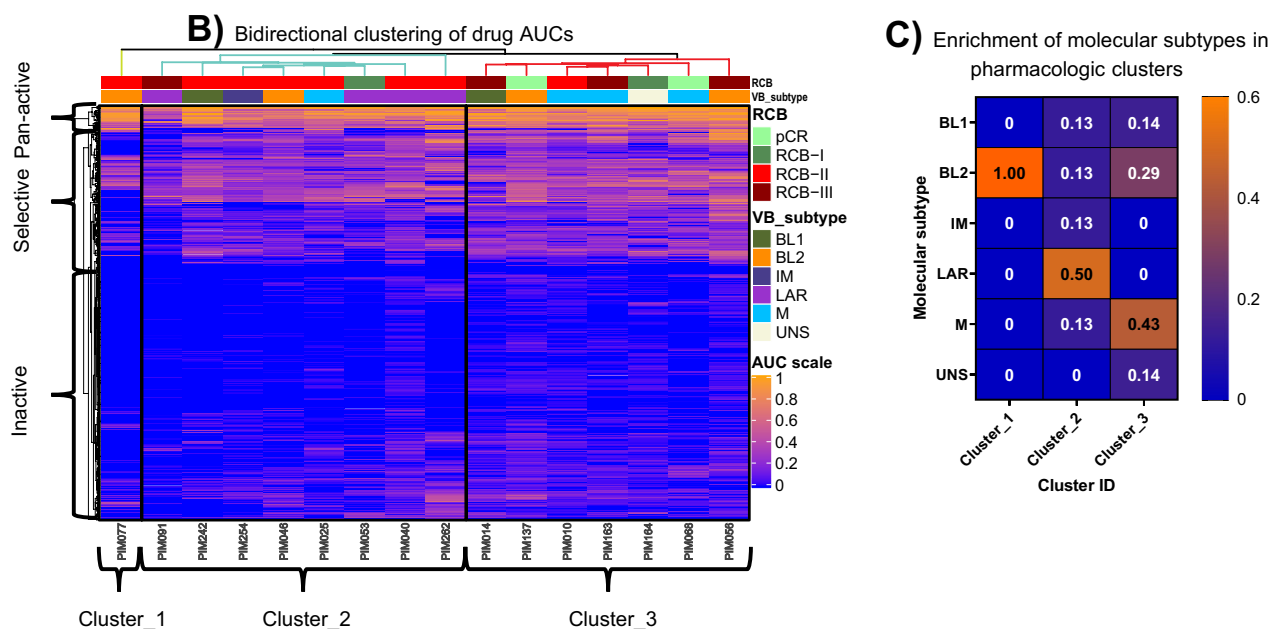 B) Bidirectional clustering of drug AUCs
RCB
VB_subtype
Pan-active
Selective
Inactive
RCB
pCR
RCB-I
RCB-II
RCB-III
VB_subtype
BL1
BL2
IM
LAR
M
UNS
AUC scale
1
0.8
0.6
0.4
0.2
0
PIM077
PIM091
PIM242
PIM254
PIM046
PIM025
PIM053
PIM040
PIM262
PIM014
PIM137
PIM010
PIM163
PIM164
PIM068
PIM056
Cluster_1
Cluster_2
Cluster_3
C) Enrichment of molecular subtypes in
pharmacologic clusters
Molecular subtype
BL1 0 0.13 0.14
BL2 1.00 0.13 0.29
IM 0 0.13 0
LAR 0 0.50 0
M 0 0.13 0.43
UNS 0 0 0.14
Cluster_1
Cluster_2
Cluster_3
Cluster ID
0.6
0.4
0.2
0